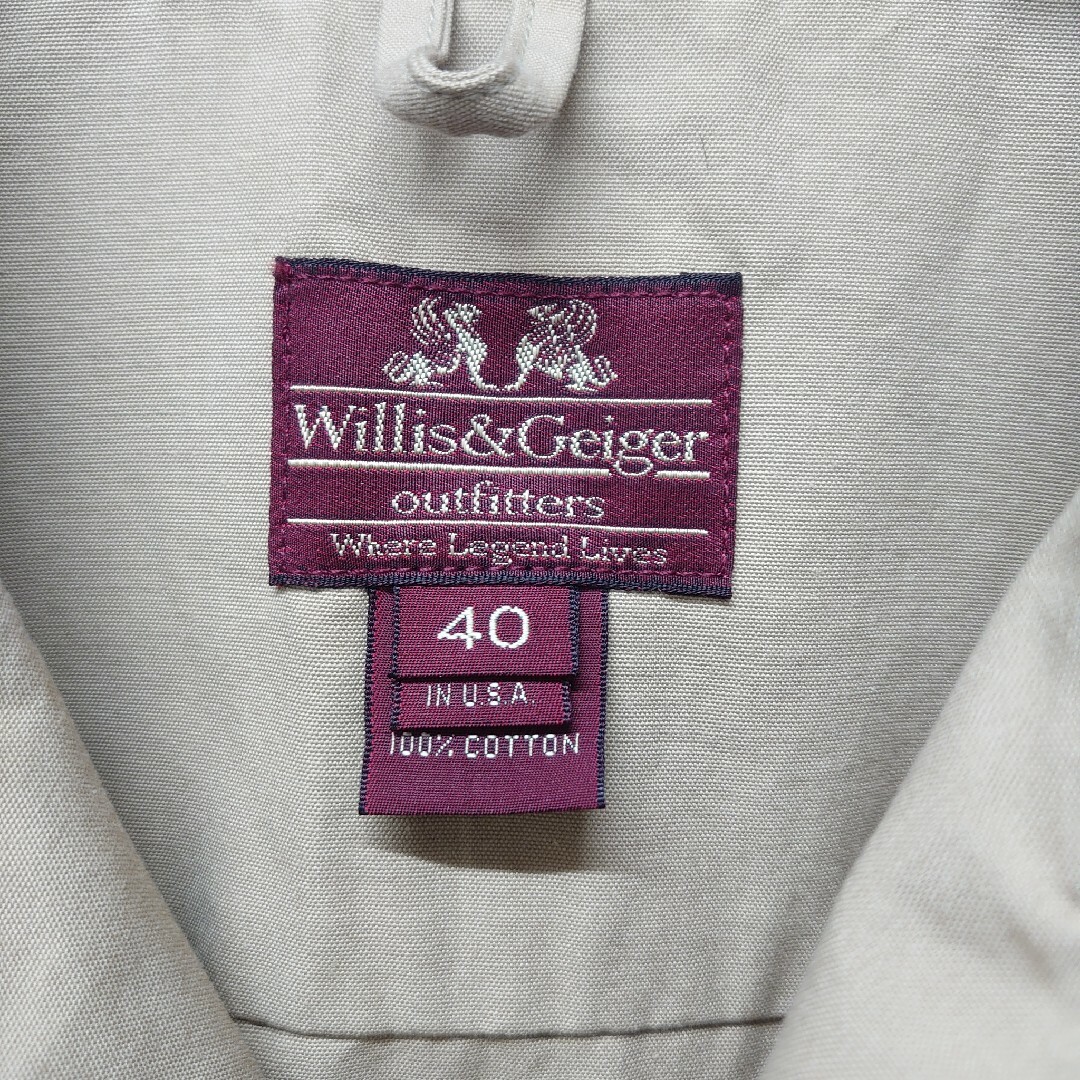 Willis&Geiger
outfitters
Where Legend Lives
40
IN U.S.A.
100% COTTON